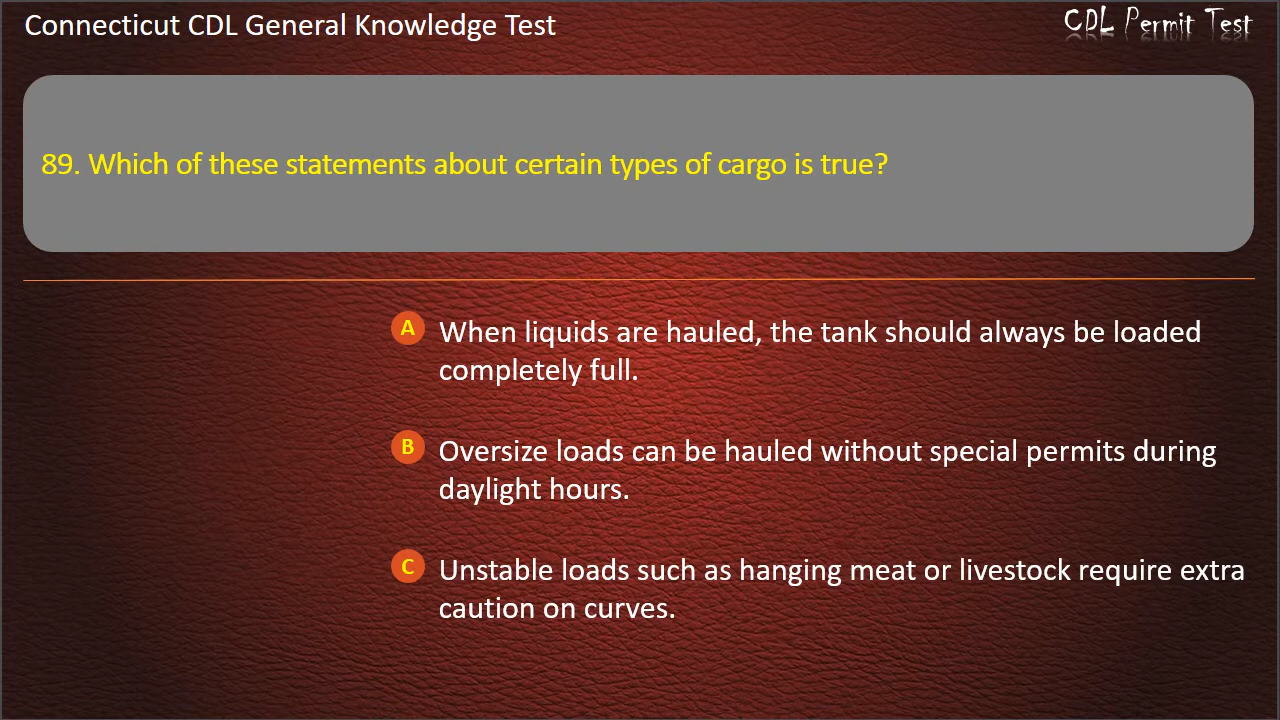 Connecticut CDL General Knowledge Test
CDL Permit Test
89. Which of these statements about certain types of cargo is true?
A When liquids are hauled, the tank should always be loaded
completely full.
B Oversize loads can be hauled without special permits during
daylight hours.
C Unstable loads such as hanging meat or livestock require extra
caution on curves.